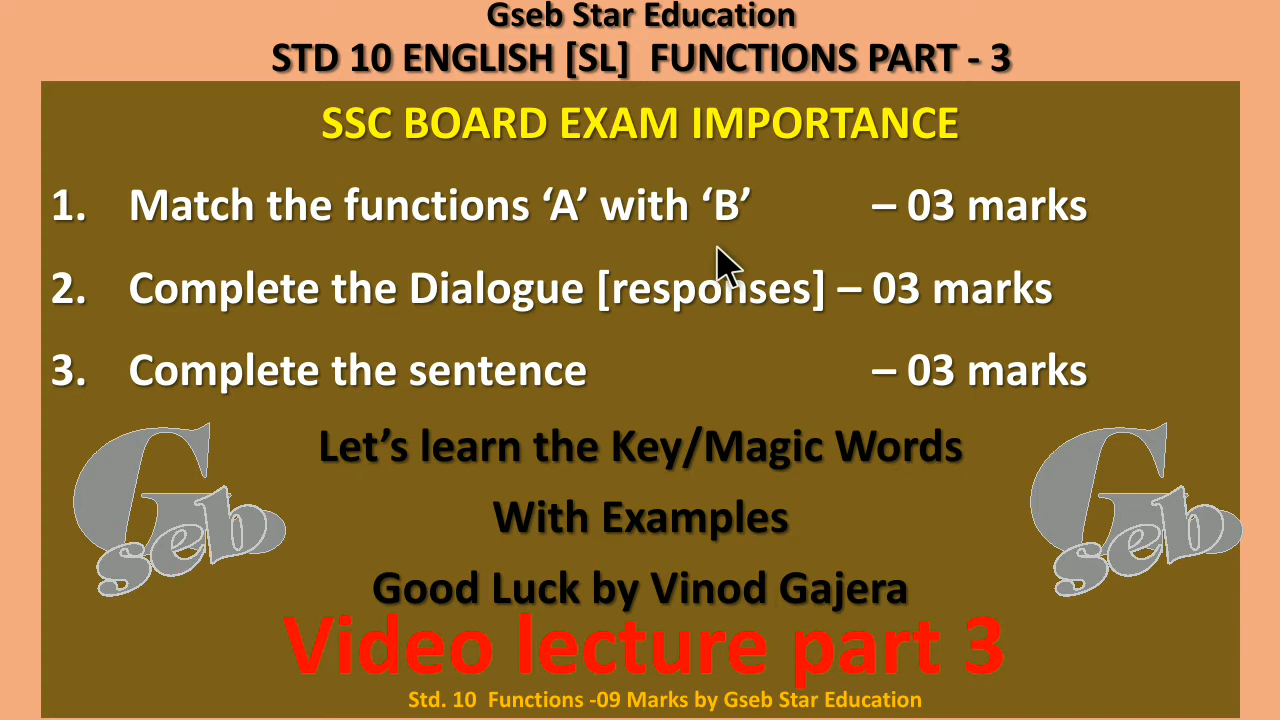 Gseb Star Education
STD 10 ENGLISH [SL] FUNCTIONS PART - 3
SSC BOARD EXAM IMPORTANCE
1. Match the functions ‘A’ with ‘B’ – 03 marks
2. Complete the Dialogue [responses] – 03 marks
3. Complete the sentence – 03 marks
Let’s learn the Key/Magic Words
With Examples
Gseb
Gseb
Good Luck by Vinod Gajera
Video lecture part 3
Std. 10 Functions -09 Marks by Gseb Star Education